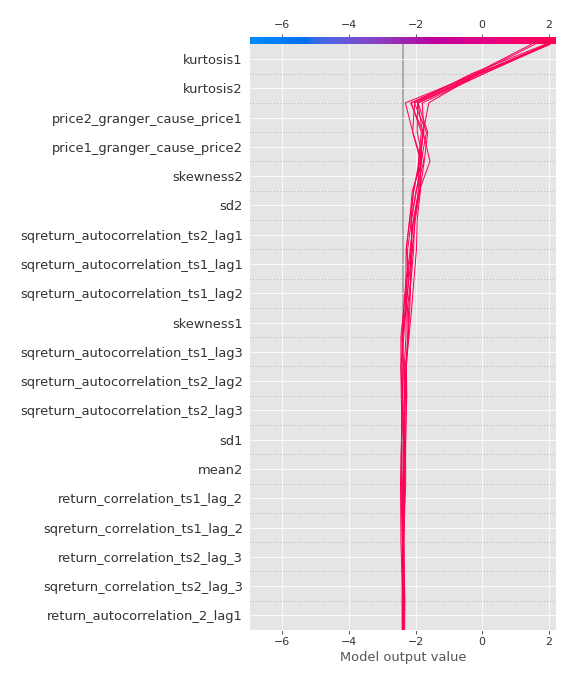 −6 −4 −2 0 2
kurtosis1
kurtosis2
price2_granger_cause_price1
price1_granger_cause_price2
skewness2
sd2
sqreturn_autocorrelation_ts2_lag1
sqreturn_autocorrelation_ts1_lag1
sqreturn_autocorrelation_ts1_lag2
skewness1
sqreturn_autocorrelation_ts1_lag3
sqreturn_autocorrelation_ts2_lag2
sqreturn_autocorrelation_ts2_lag3
sd1
mean2
return_correlation_ts1_lag_2
sqreturn_correlation_ts1_lag_2
return_correlation_ts2_lag_3
sqreturn_correlation_ts2_lag_3
return_autocorrelation_2_lag1
−6 −4 −2 0 2
Model output value